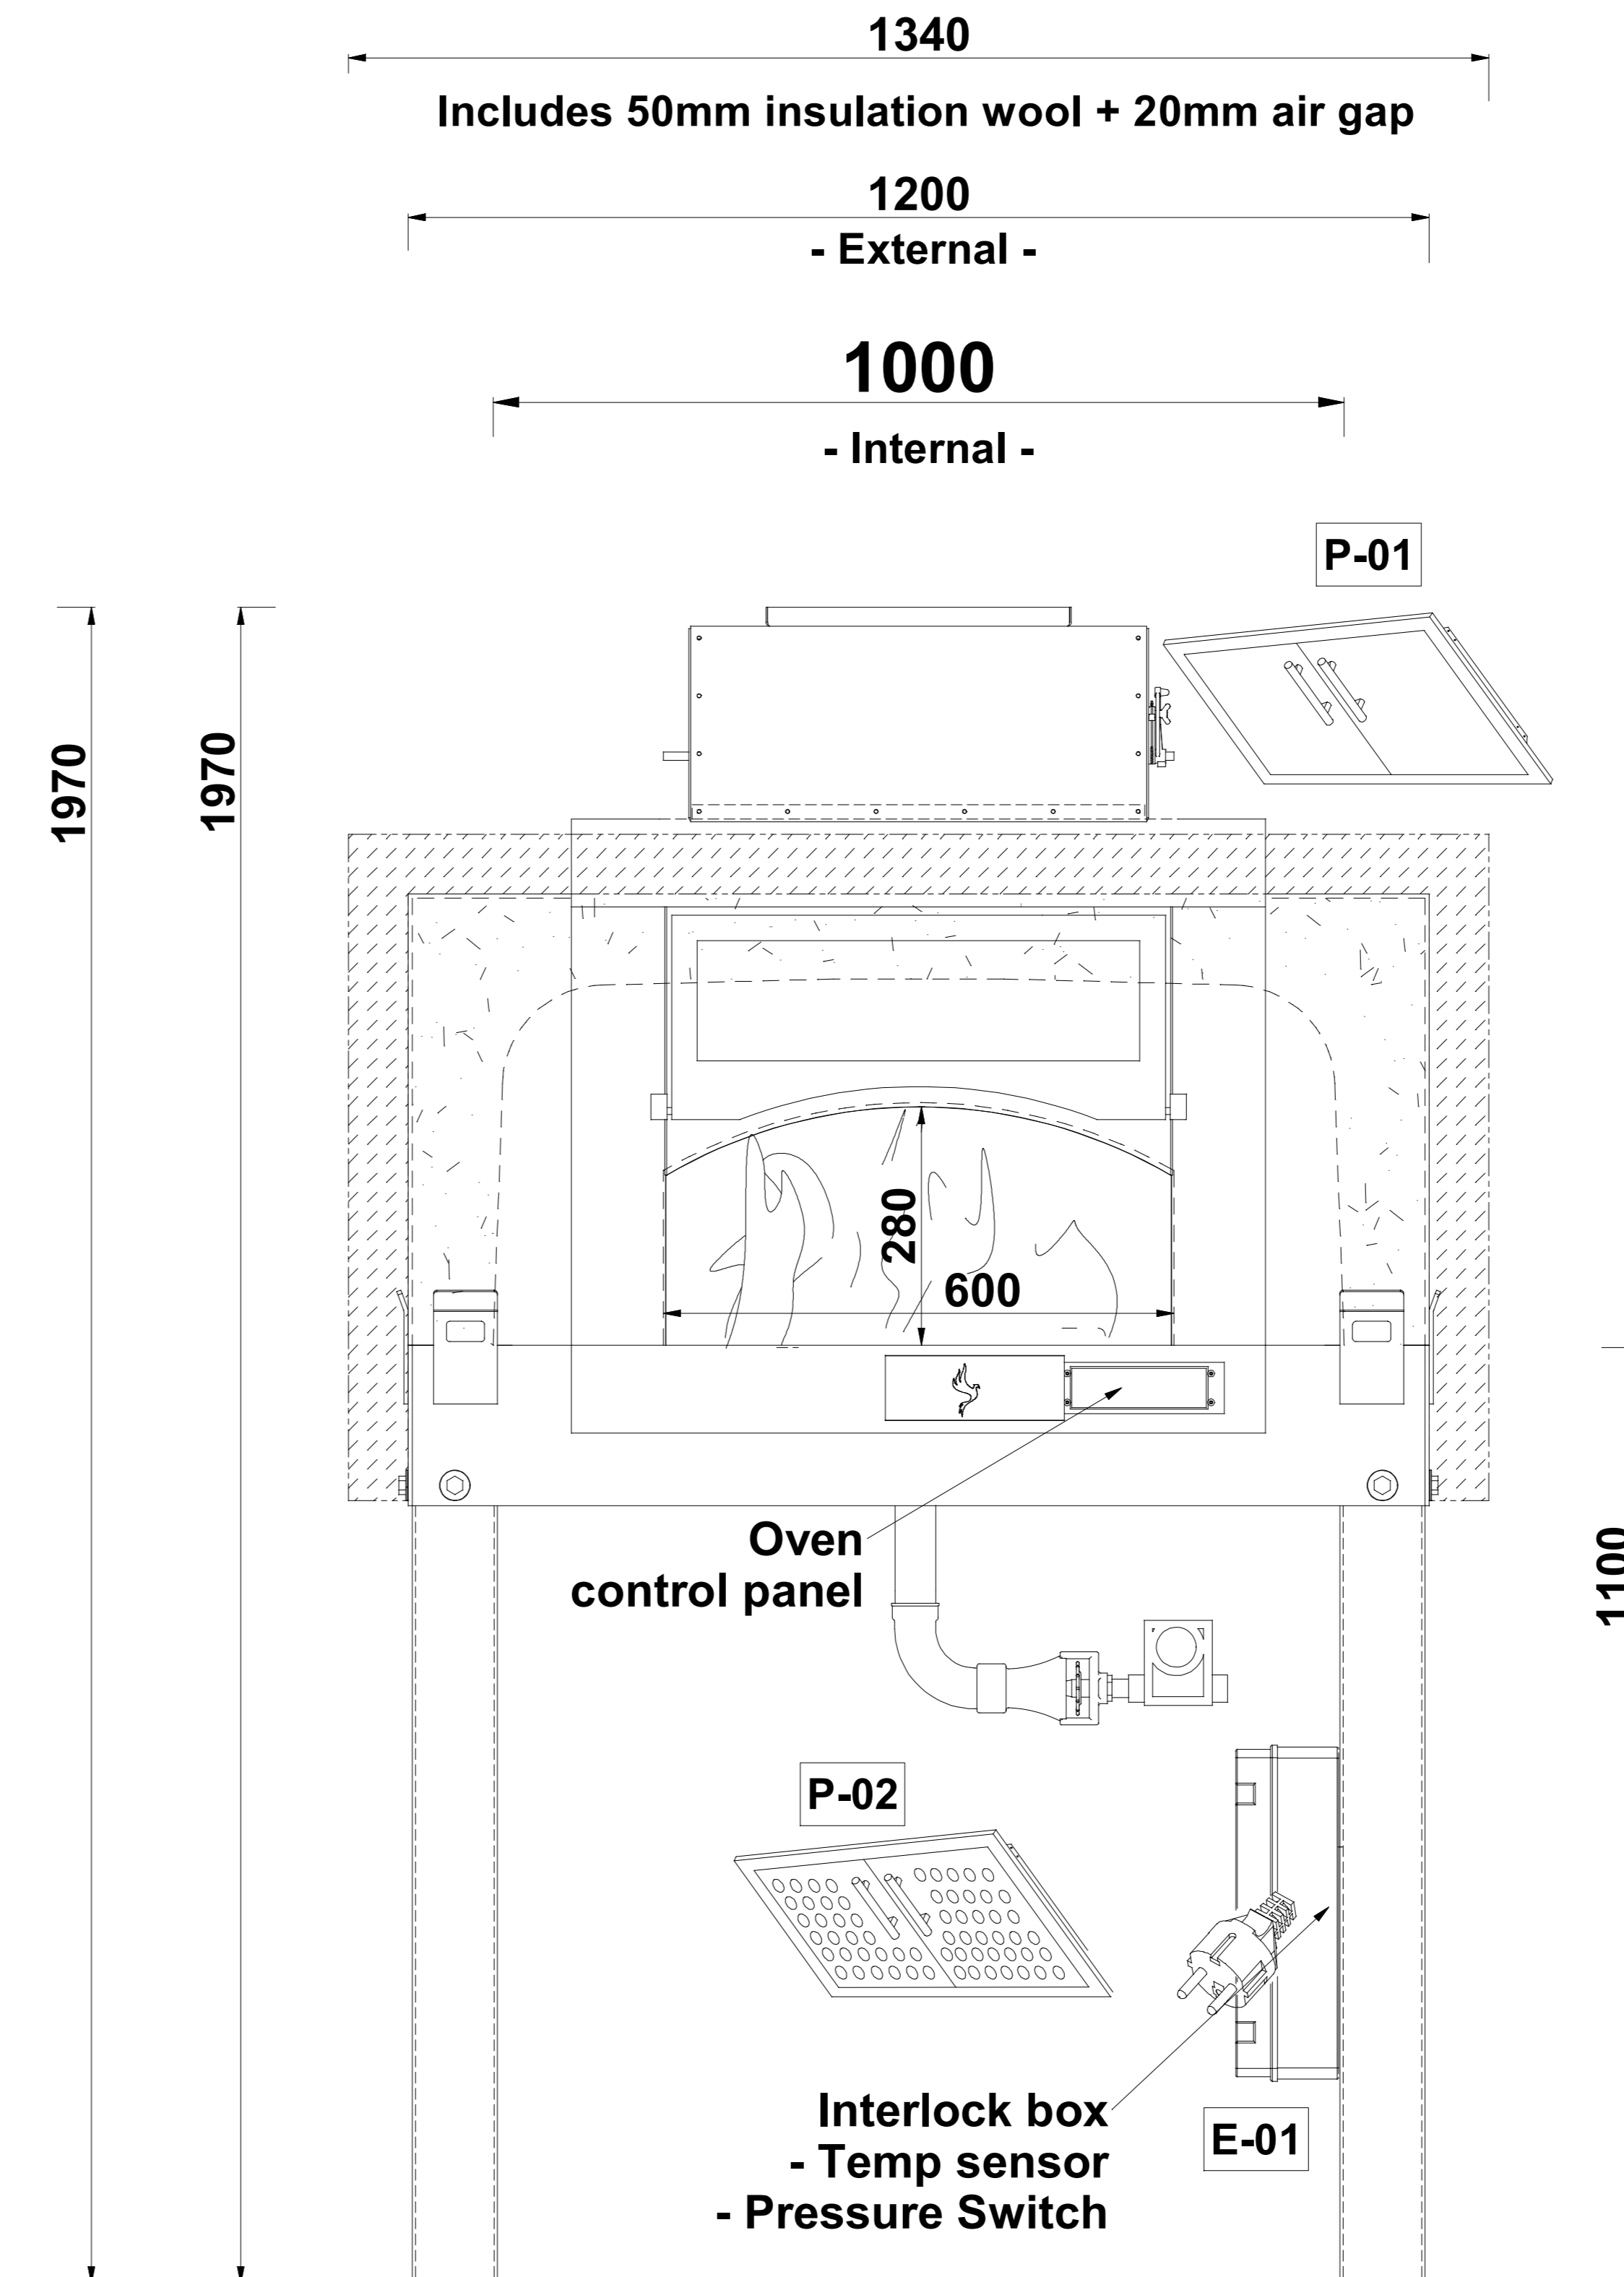 1340
Includes 50mm insulation wool + 20mm air gap
1200
- External -
1000
- Internal -
P-01
1970
1970
280
600
Oven
control panel
1100
P-02
Interlock box
- Temp sensor
- Pressure Switch
E-01